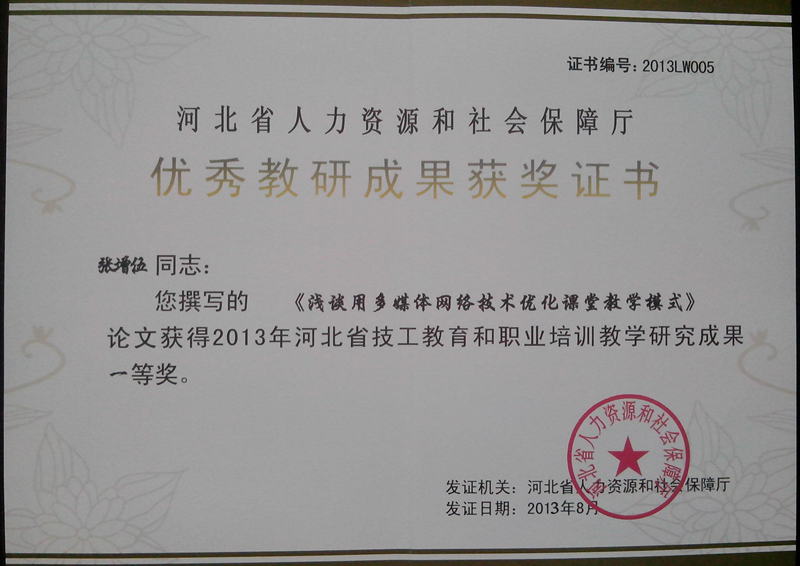 证书编号：2013LW005
河北省人力资源和社会保障厅
优秀教研成果获奖证书
张增伍同志：
您撰写的 《浅谈用多媒体网络技术优化课堂教学模式》
论文获得2013年河北省技工教育和职业培训教学研究成果
一等奖。
河北省人力资源和社会保障厅
发证机关：河北省人力资源和社会保障厅
发证日期：2013年8月